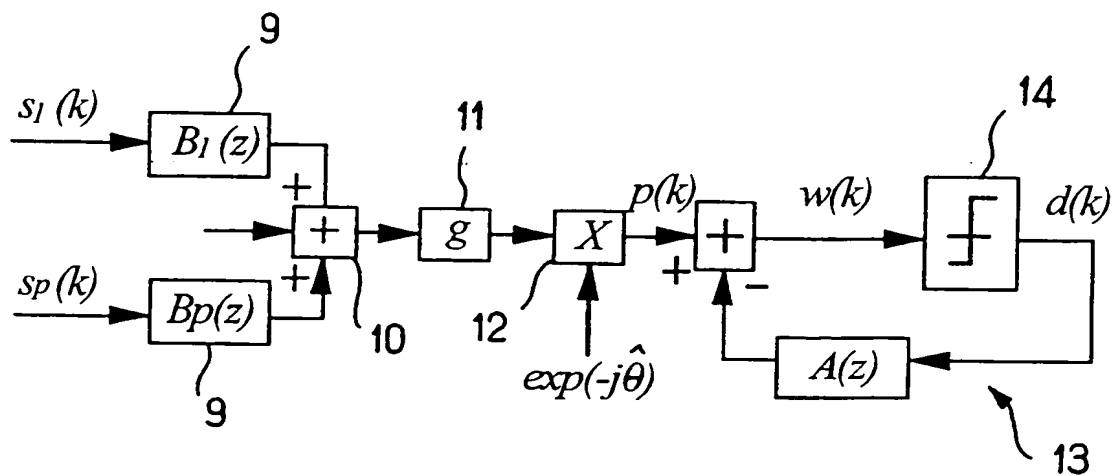 9
s1 (k)
B1 (z)
+
11
14
p(k)
w(k)
d(k)
+
g
X
+
+
-
sp (k)
Bp(z)
+
10
12
exp(-jθ̂)
A(z)
9
13